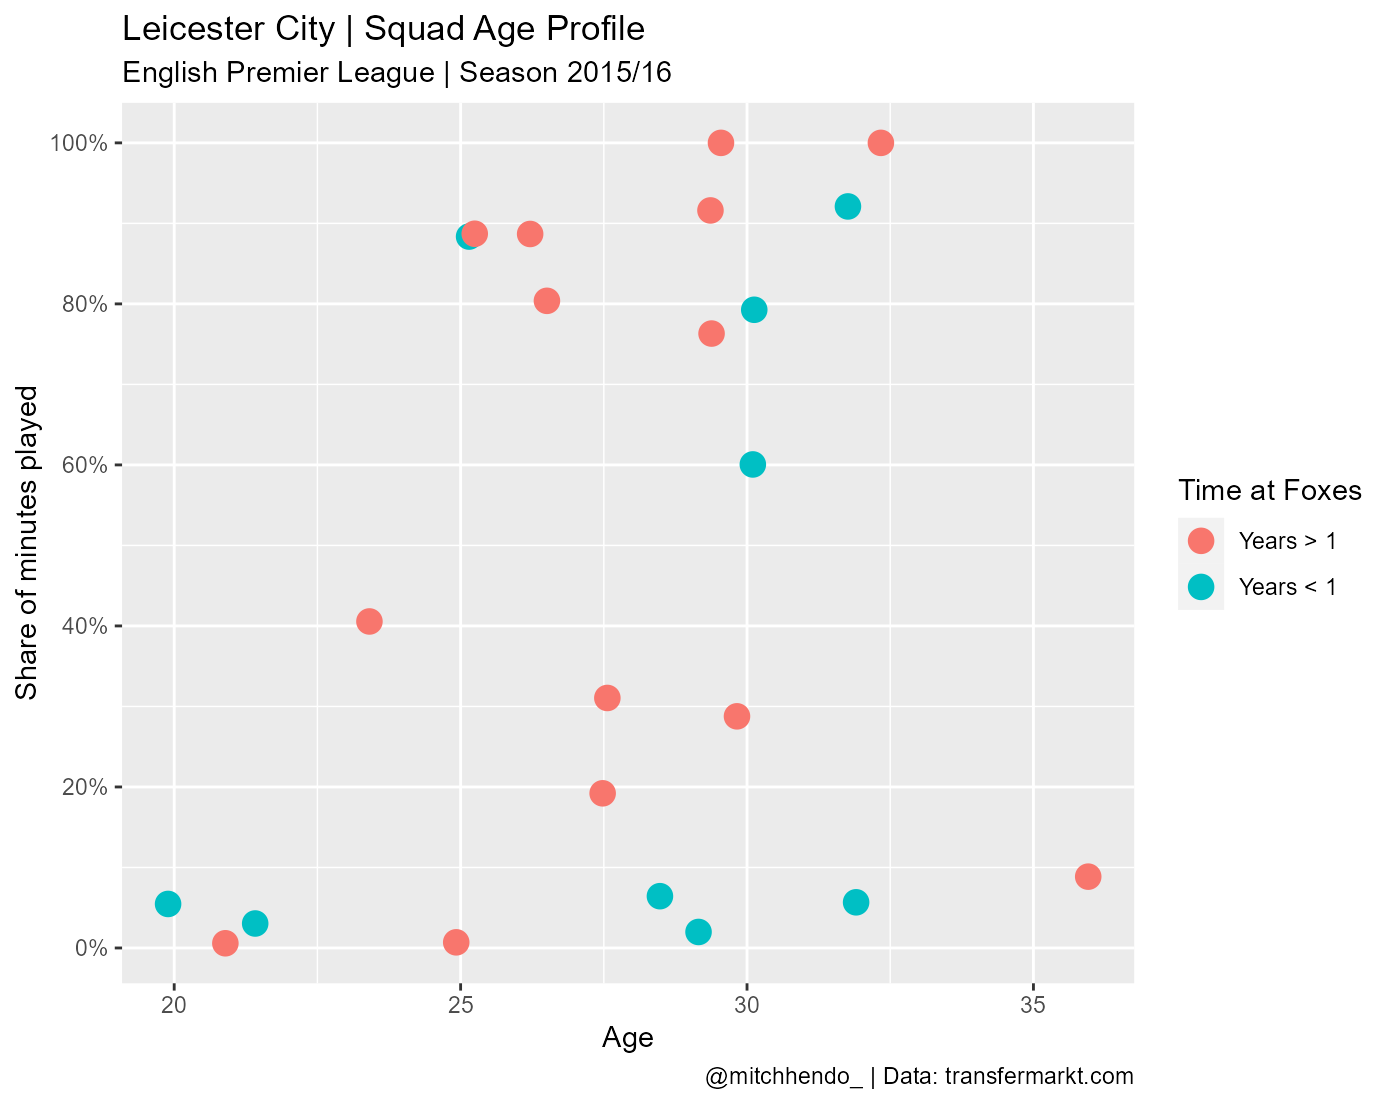 Leicester City | Squad Age Profile
English Premier League | Season 2015/16
100%
80%
60%
40%
20%
0%
Share of minutes played
20
25
30
35
Age
Time at Foxes
Years > 1
Years < 1
@mitchhendo_ | Data: transfermarkt.com